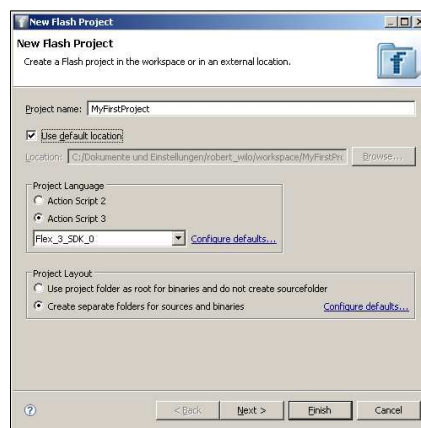 New Flash Project
New Flash Project
Create a Flash project in the workspace or in an external location.
Project name: MyFirstProject
Use default location
Location: C:/Dokumente und Einstellungen/robert_wilo/workspace/MyFirstPr
Browse...
Project Language
Action Script 2
Action Script 3
Flex_3_SDK_0 Configure defaults...
Project Layout
Use project folder as root for binaries and do not create sourcefolder
Create separate folders for sources and binaries Configure defaults...
< Back Next > Finish Cancel